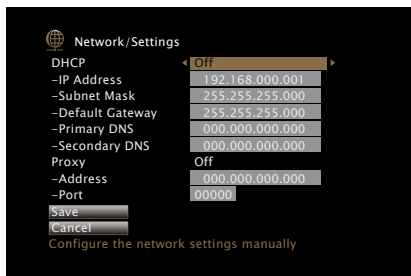 Network/Settings
DHCP Off
-IP Address 192.168.000.001
-Subnet Mask 255.255.255.000
-Default Gateway 255.255.255.000
-Primary DNS 000.000.000.000
-Secondary DNS 000.000.000.000
Proxy Off
-Address 000.000.000.000
-Port 00000
Save
Cancel
Configure the network settings manually